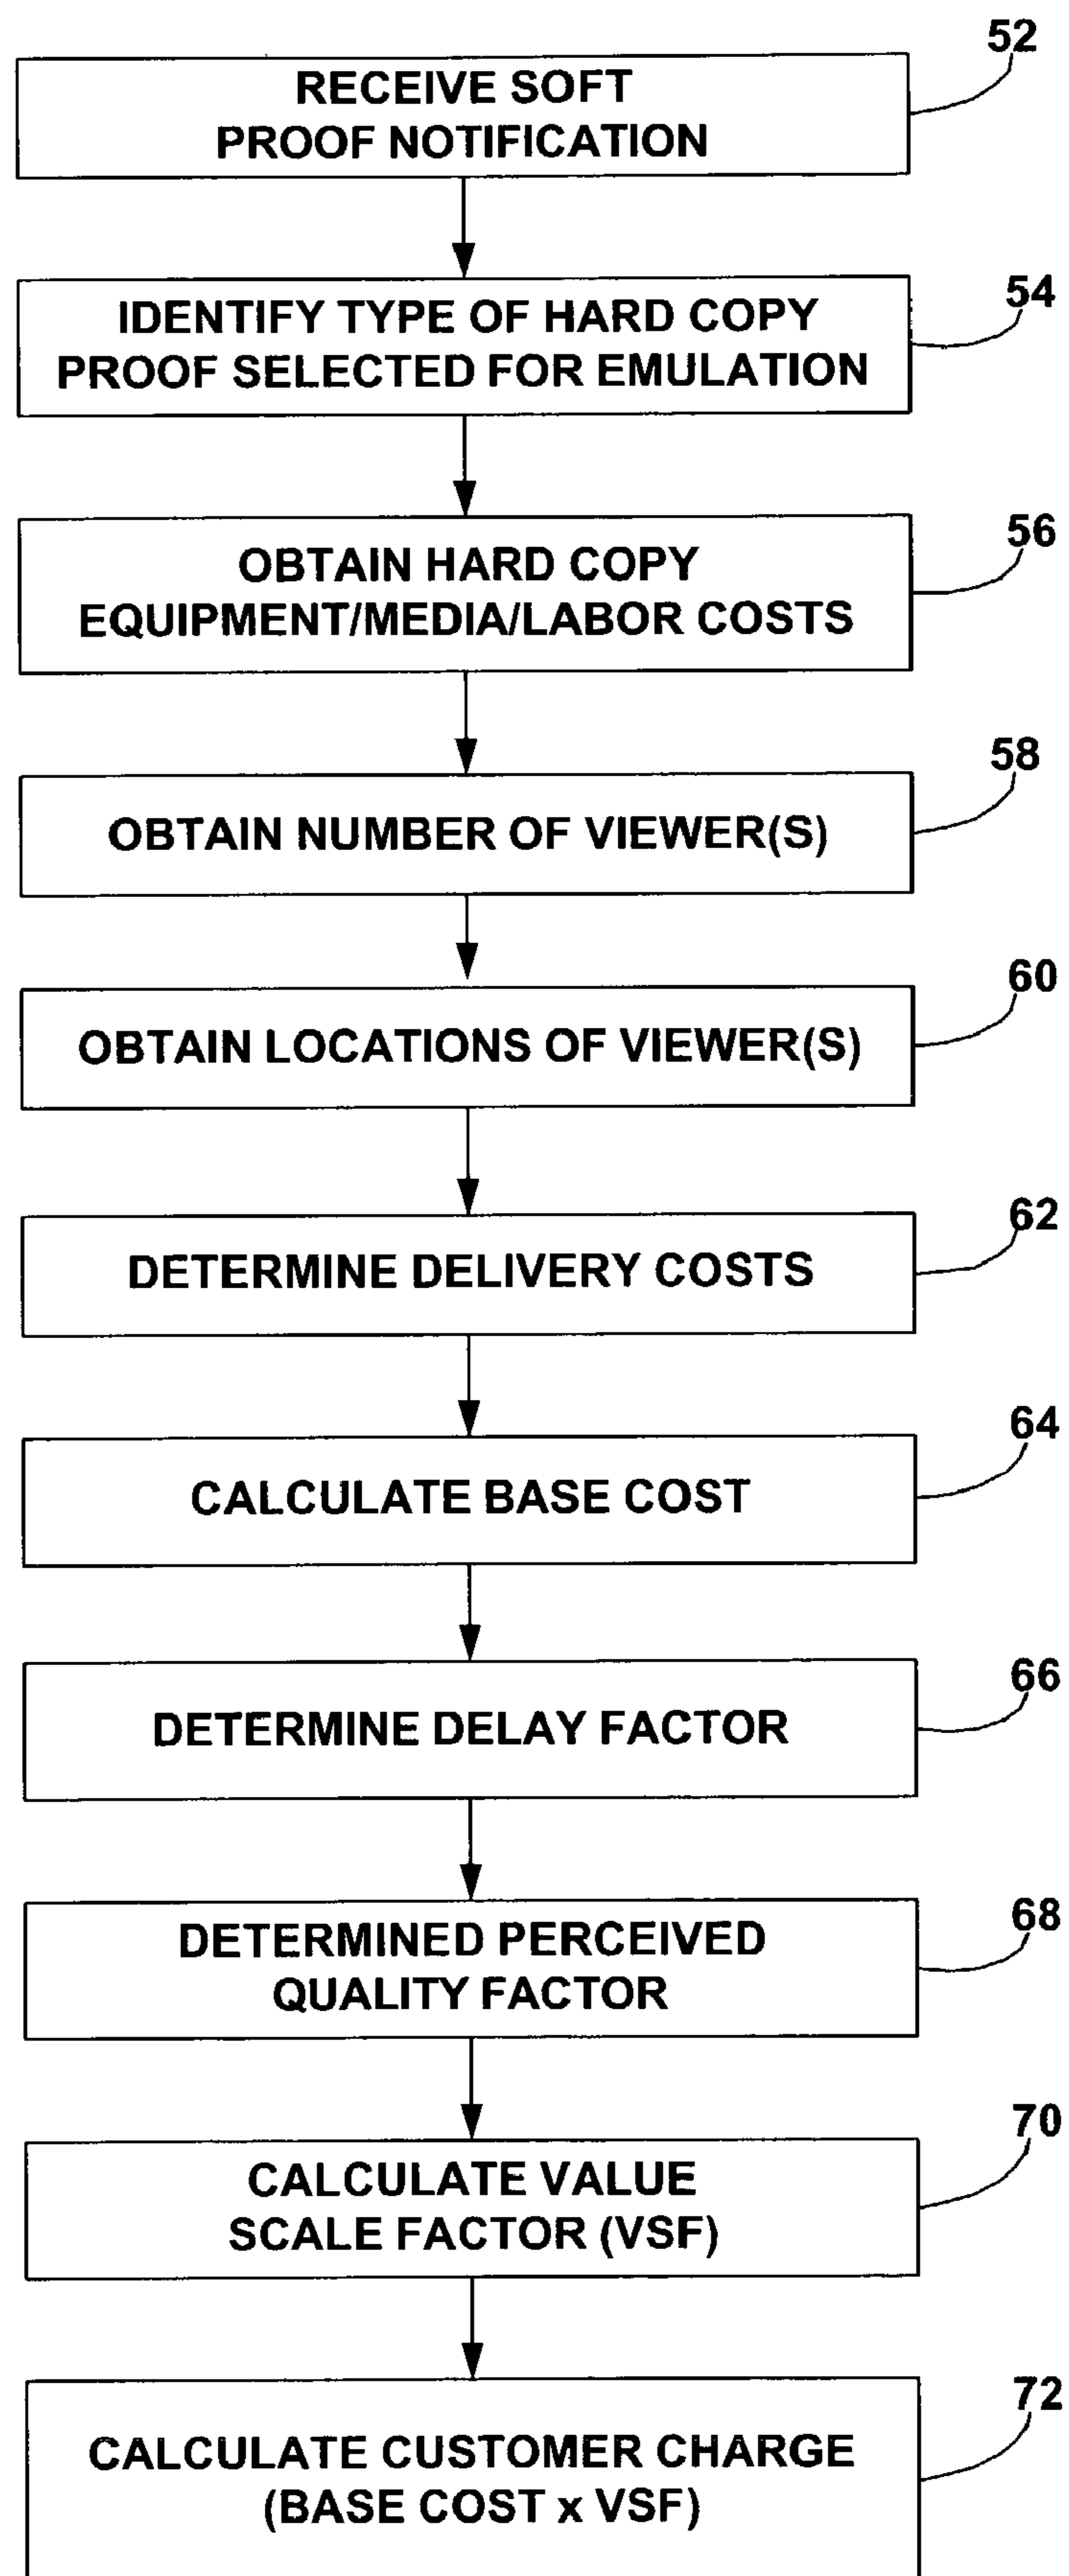 52
RECEIVE SOFT
PROOF NOTIFICATION
54
IDENTIFY TYPE OF HARD COPY
PROOF SELECTED FOR EMULATION
56
OBTAIN HARD COPY
EQUIPMENT/MEDIA/LABOR COSTS
58
OBTAIN NUMBER OF VIEWER(S)
60
OBTAIN LOCATIONS OF VIEWER(S)
62
DETERMINE DELIVERY COSTS
64
CALCULATE BASE COST
66
DETERMINE DELAY FACTOR
68
DETERMINED PERCEIVED
QUALITY FACTOR
70
CALCULATE VALUE
SCALE FACTOR (VSF)
72
CALCULATE CUSTOMER CHARGE
(BASE COST x VSF)